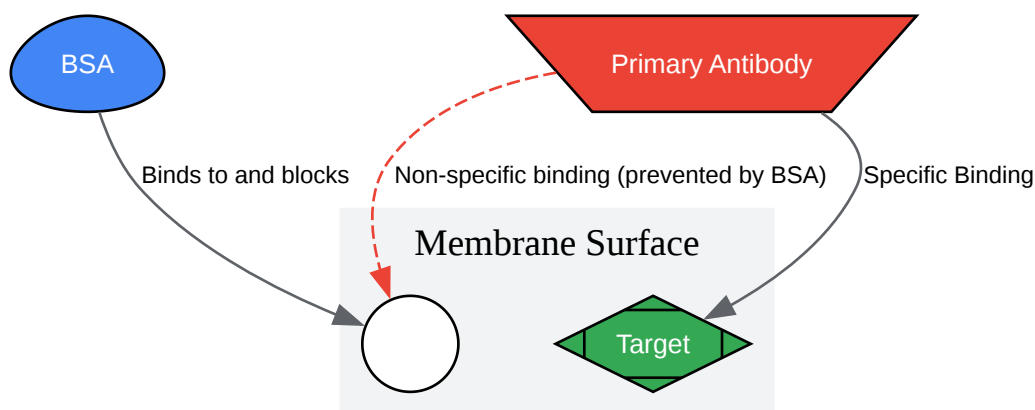 BSA
Primary Antibody
Binds to and blocks
Non-specific binding (prevented by BSA)
Specific Binding
Membrane Surface
Target